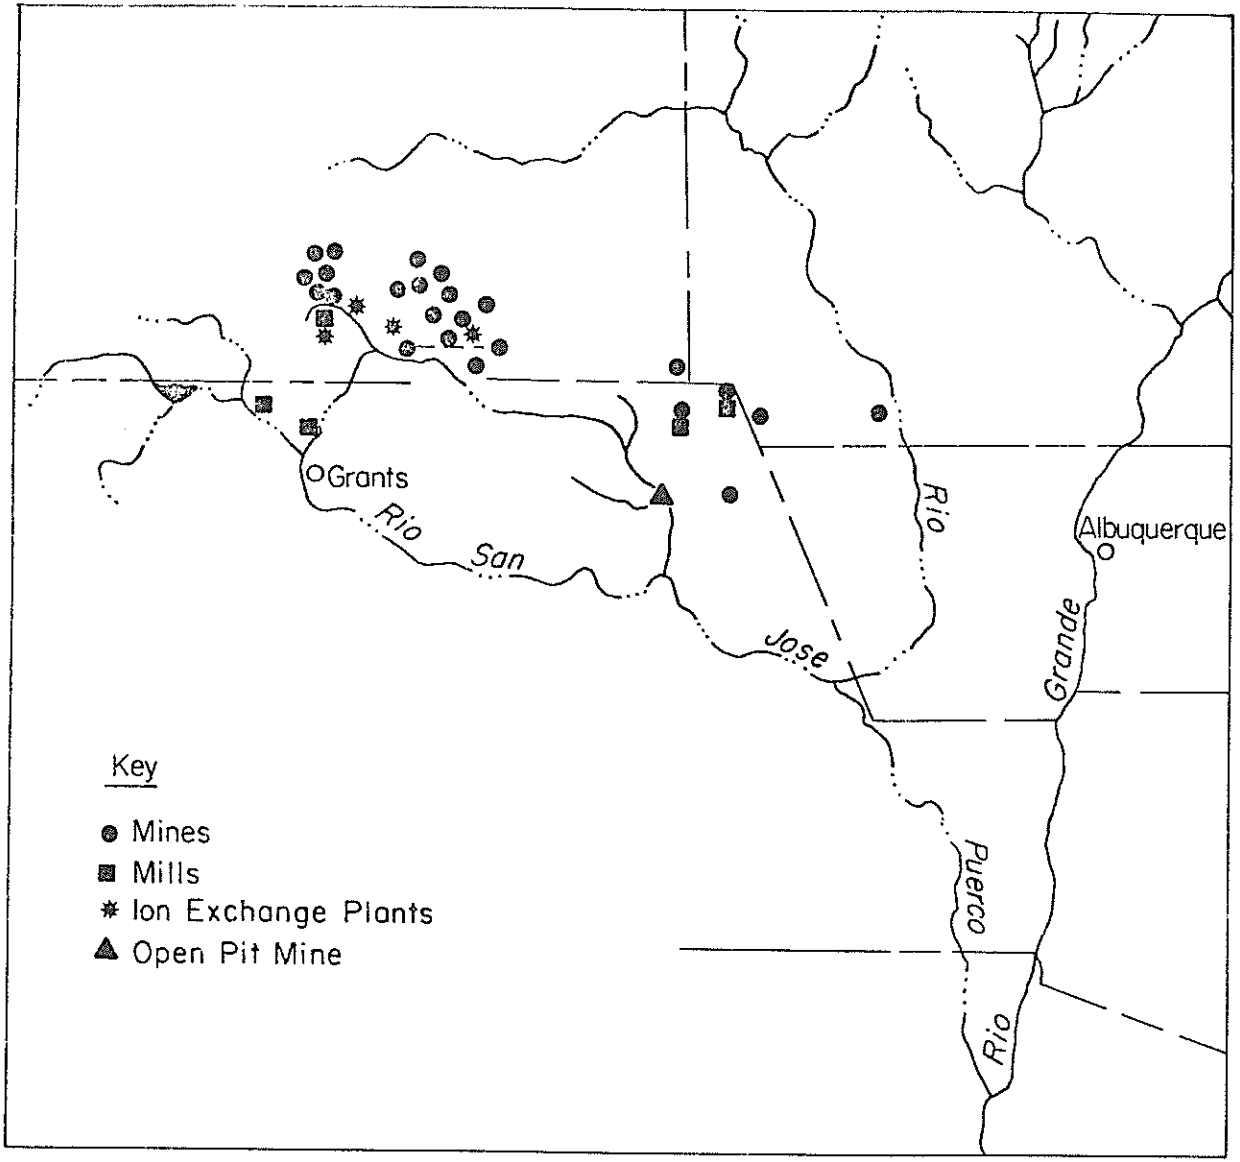 Grants
Rio
San
Jose
Rio
Puerco
Albuquerque
Grande
Rio
Key
Mines
Mills
Ion Exchange Plants
Open Pit Mine